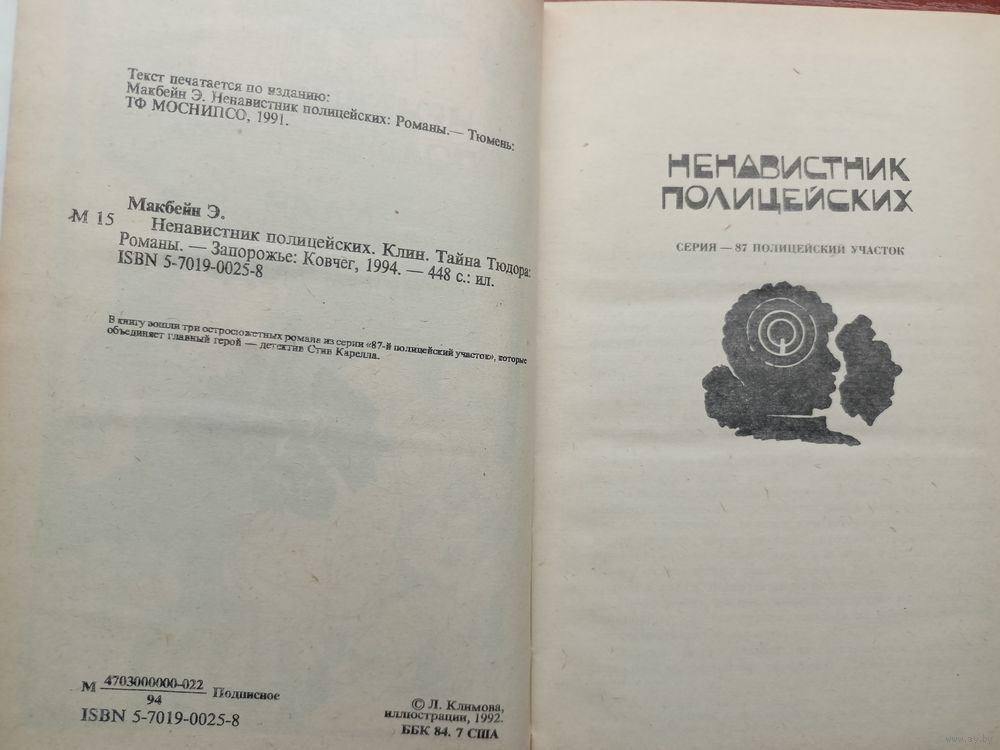 Текст печатается по изданию:
Макбейн Э. Ненавистник полицейских: Романы.— Тюмень:
ТФ МОСНИПСО, 1991.
Макбейн Э.
М 15
Ненавистник полицейских. Клин. Тайна Тюдора:
Романы. — Запорожье: Ковчег, 1994. — 448 с.: ил.
ISBN 5-7019-0025-8
В книгу вошли три остросюжетных романа из серии «87-й полицейский участок», которые
объединяет главный герой — детектив Стив Карелла.
М 4703000000-022
94
Подписное
ISBN 5-7019-0025-8
© Л. Климова,
иллюстрации, 1992.
ББК 84. 7 США
НЕНАВИСТНИК
ПОЛИЦЕЙСКИХ
СЕРИЯ — 87 ПОЛИЦЕЙСКИЙ УЧАСТОК
www.ay.by